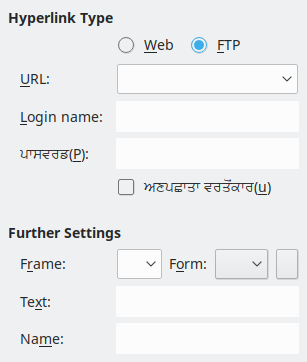 Hyperlink Type
Web FTP
URL:
Login name:
ਪਾਸਵਰਡ(P):
ਅਣਪਛਾਤਾ ਵਰਤੋਂਕਾਰ(u)
Further Settings
Frame: Form:
Text:
Name: